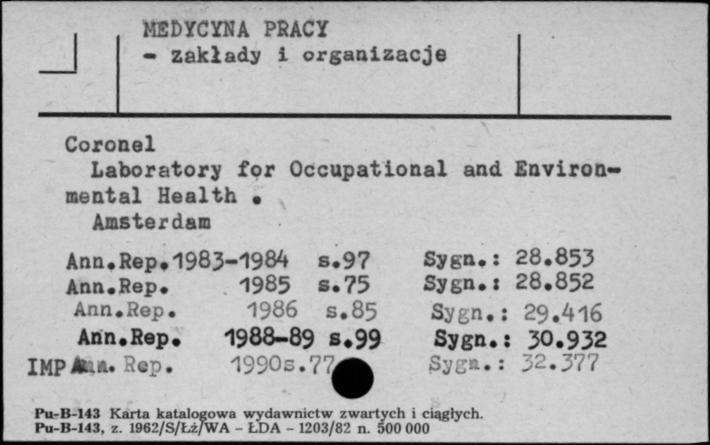 MEDYCYNA PRACY
- zakłady i organizacje
Coronel
Laboratory for Occupational and Environ-
mental Health .
Amsterdam
Ann.Rep.1983-1984 s.97 Sygn.: 28.853
Ann.Rep. 1985 s.75 Sygn.: 28.852
Ann.Rep. 1986 s.85 Sygn.: 29.416
Ann.Rep. 1988-89 s.99 Sygn.: 30.932
IMP Ann. Rep. 1990s.77 Sygn.: 32.377
Pu-B-143 Karta katalogowa wydawnictw zwartych i ciągłych.
Pu-B-143, z. 1962/S/Łź/WA - ŁDA - 1203/82 n. 500 000